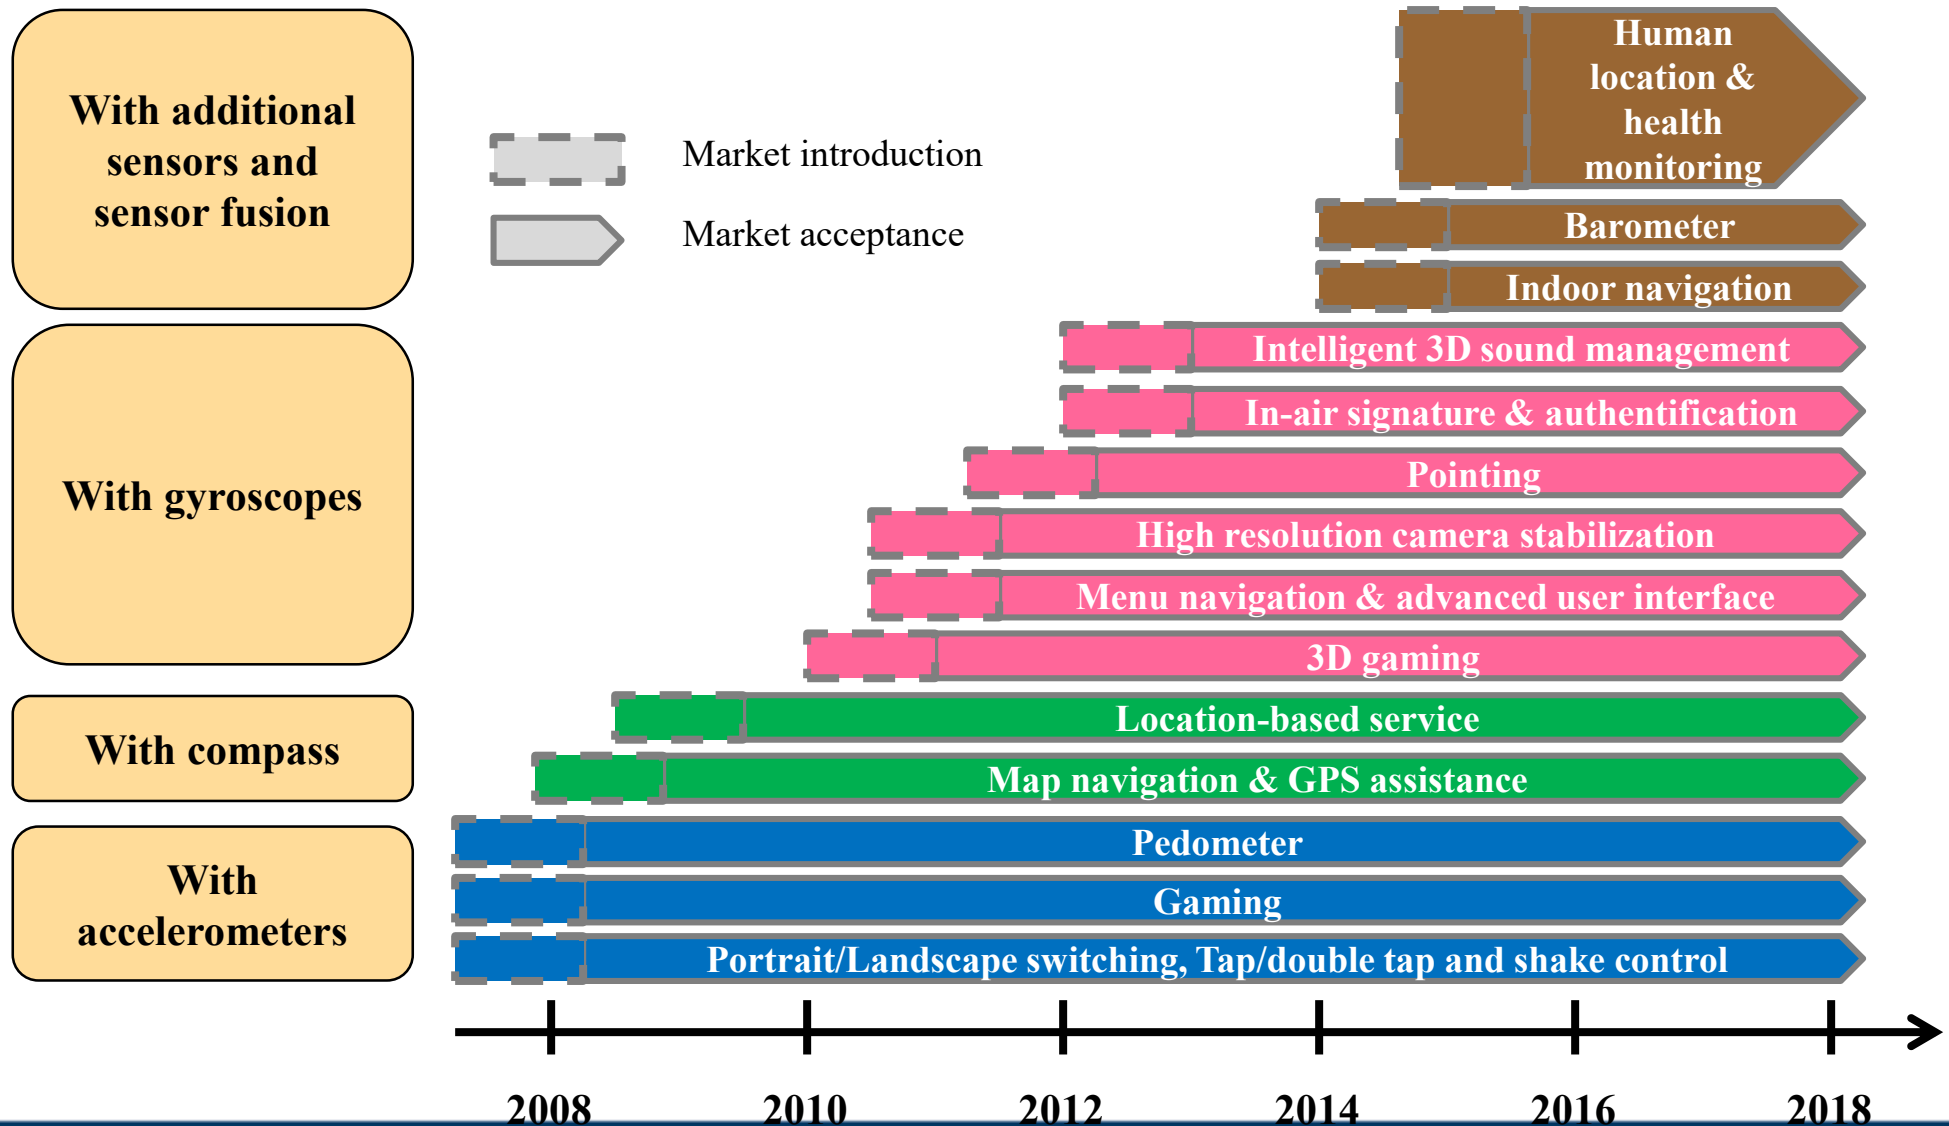 With additional
sensors and
sensor fusion
Market introduction
Market acceptance
Human
location &
health
monitoring
Barometer
Indoor navigation
With gyroscopes
Intelligent 3D sound management
In-air signature & authentification
Pointing
High resolution camera stabilization
Menu navigation & advanced user interface
3D gaming
With compass
Location-based service
Map navigation & GPS assistance
With
accelerometers
Pedometer
Gaming
Portrait/Landscape switching, Tap/double tap and shake control
2008 2010 2012 2014 2016 2018